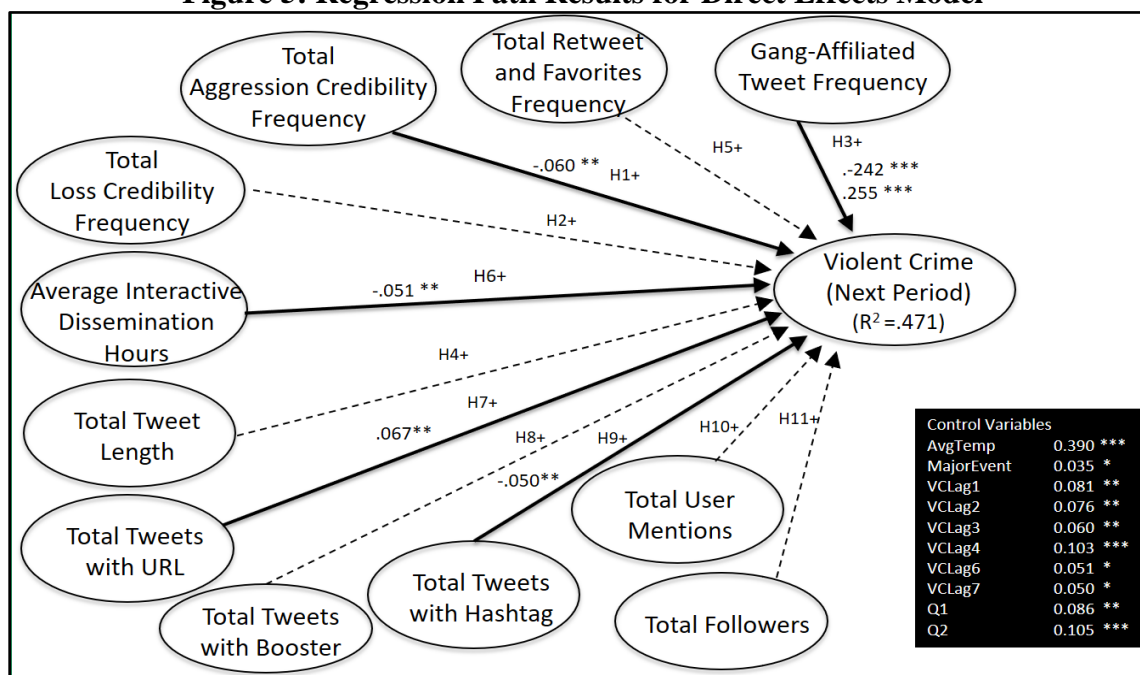 Figure 3: Regression Path Results for Direct Effects Model
Total
Aggression Credibility
Frequency
Total Retweet
and Favorites
Frequency
Gang-Affiliated
Tweet Frequency
Total
Loss Credibility
Frequency
Average Interactive
Dissemination
Hours
Total Tweet
Length
Total Tweets
with URL
Total Tweets
with Booster
Total Tweets
with Hashtag
Total User
Mentions
Total Followers
Violent Crime
(Next Period)
(R² =.471)
-.060 **
H1+
H5+
H3+
.-242 ***
.255 ***
H2+
H6+
-.051 **
H4+
H7+
.067**
H8+
H9+
-.050**
H10+
H11+
Control Variables
AvgTemp 0.390 ***
MajorEvent 0.035 *
VCLag1 0.081 **
VCLag2 0.076 **
VCLag3 0.060 **
VCLag4 0.103 ***
VCLag6 0.051 *
VCLag7 0.050 *
Q1 0.086 **
Q2 0.105 ***